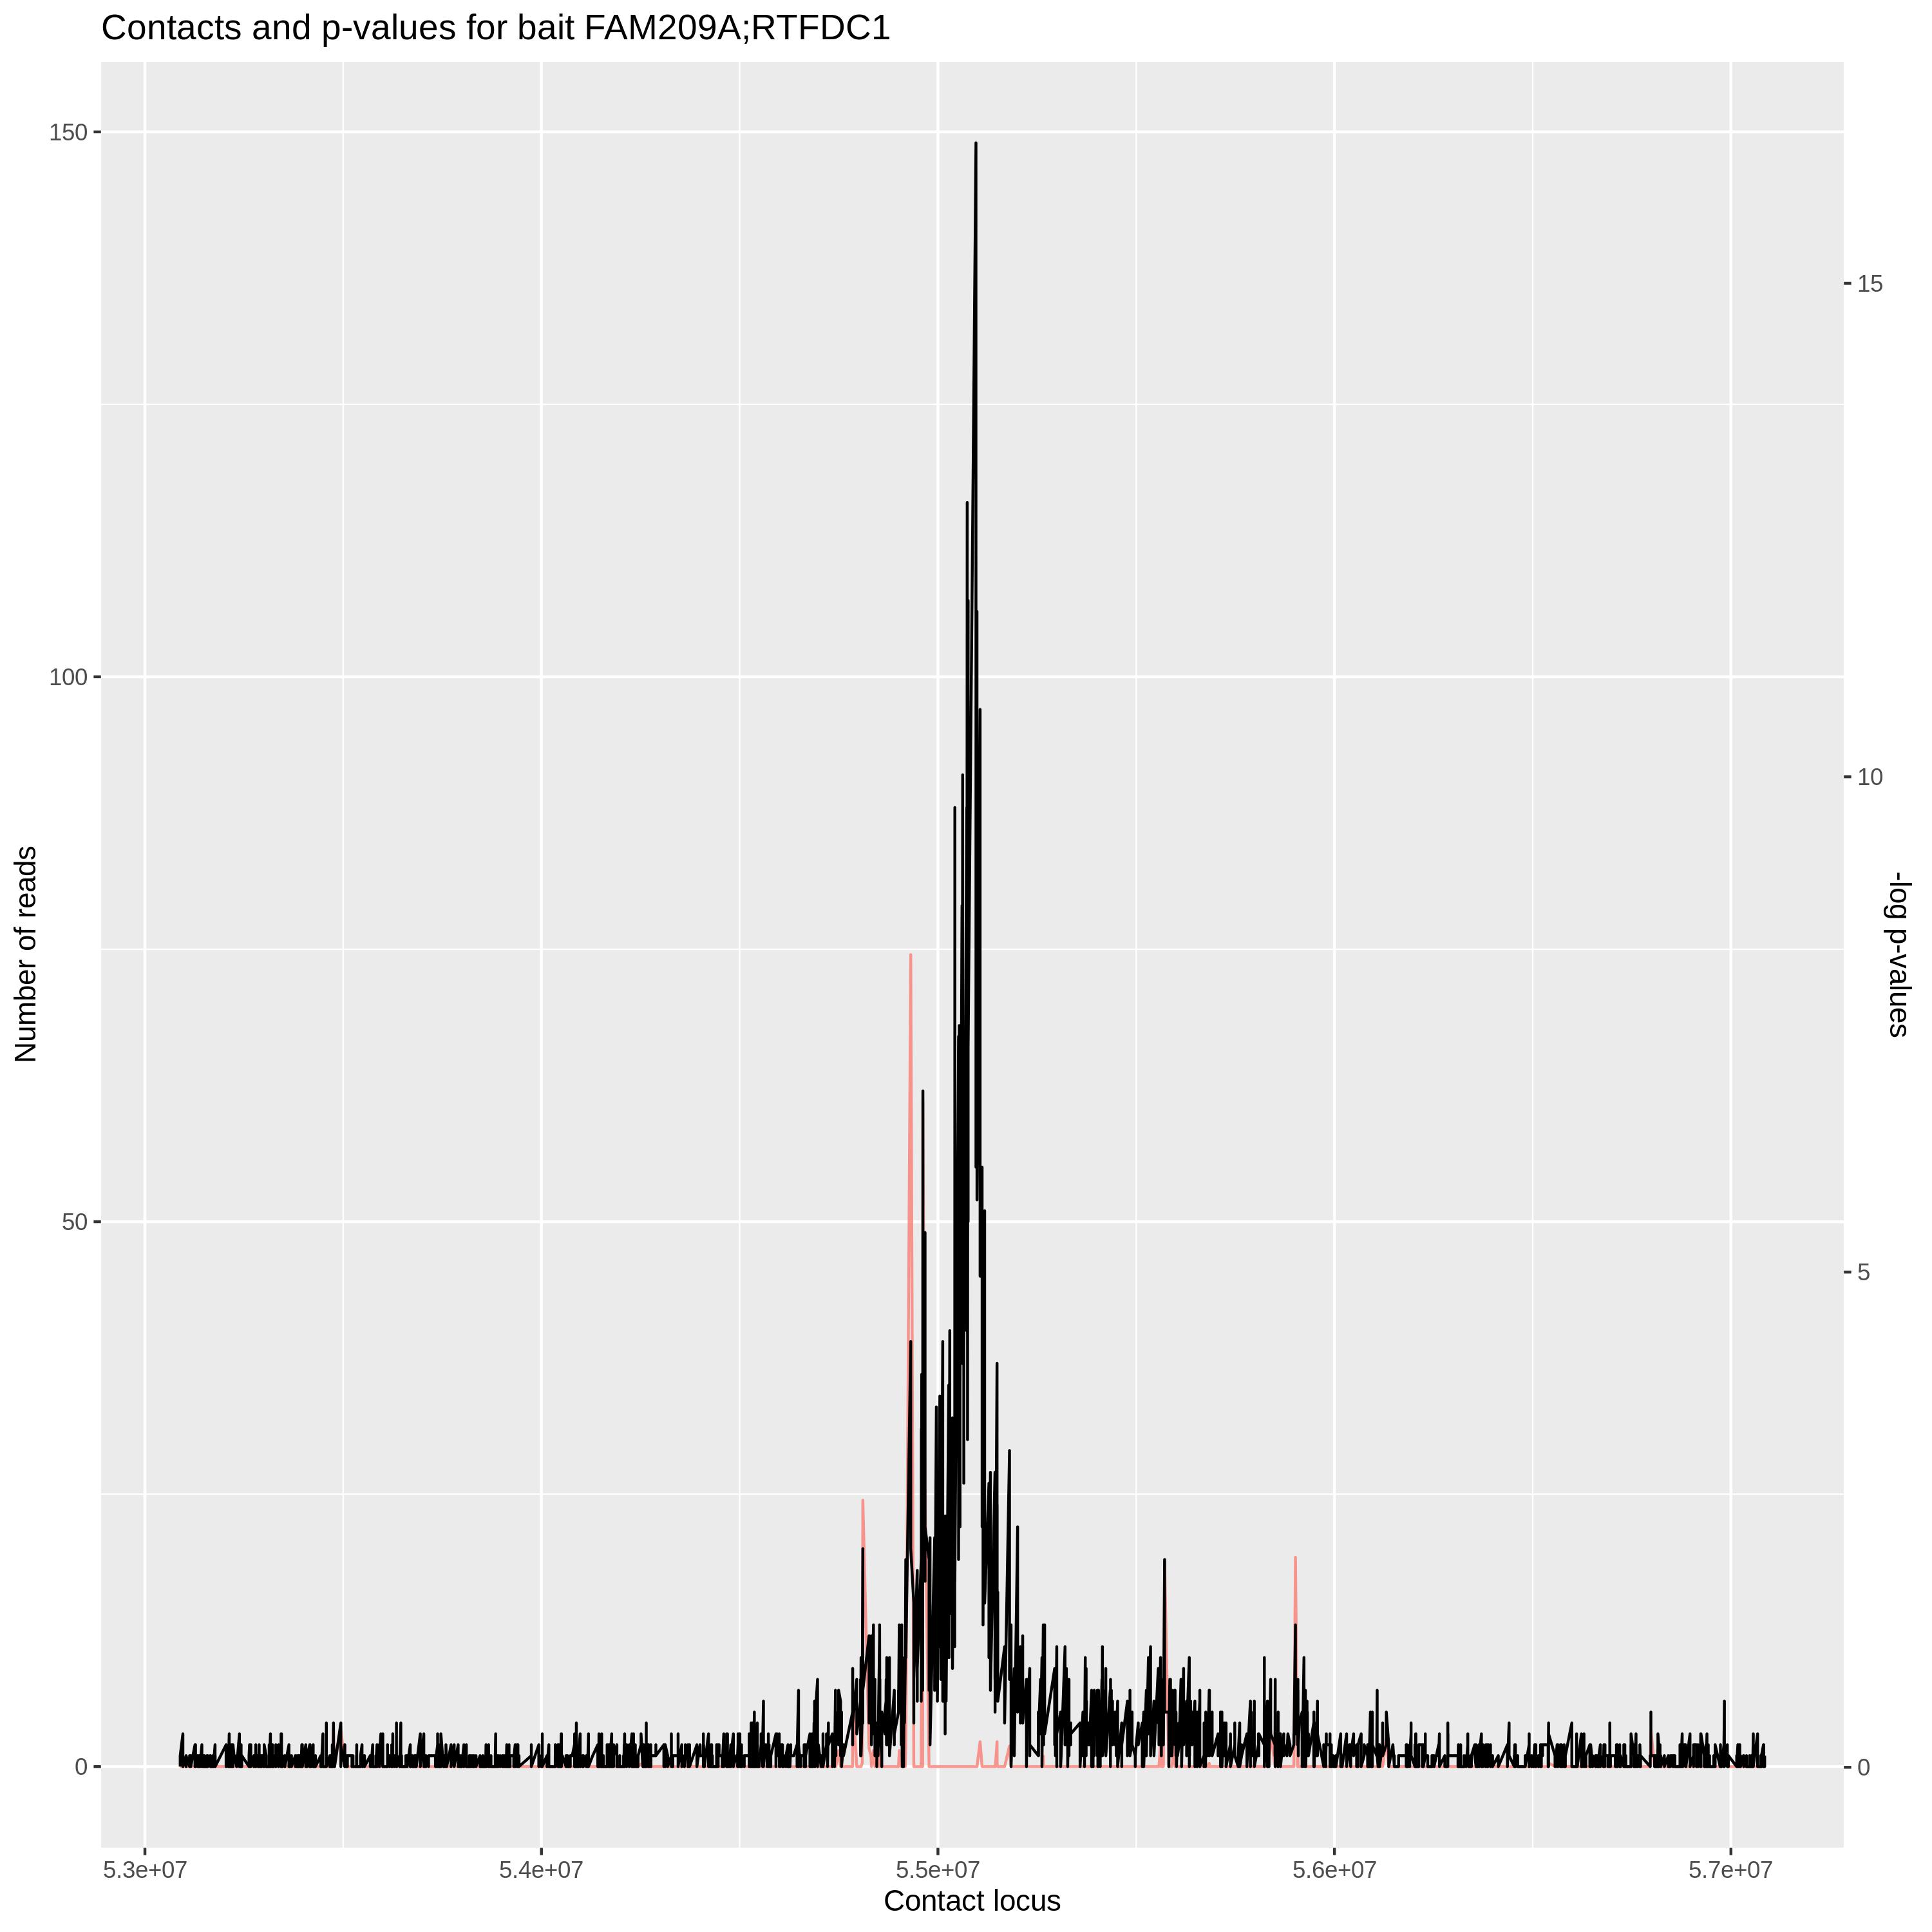 Contacts and p-values for bait FAM209A;RTFDC1
150
100
50
0
Number of reads
15
10
5
0
-log p-values
5.3e+07
5.4e+07
5.5e+07
5.6e+07
5.7e+07
Contact locus